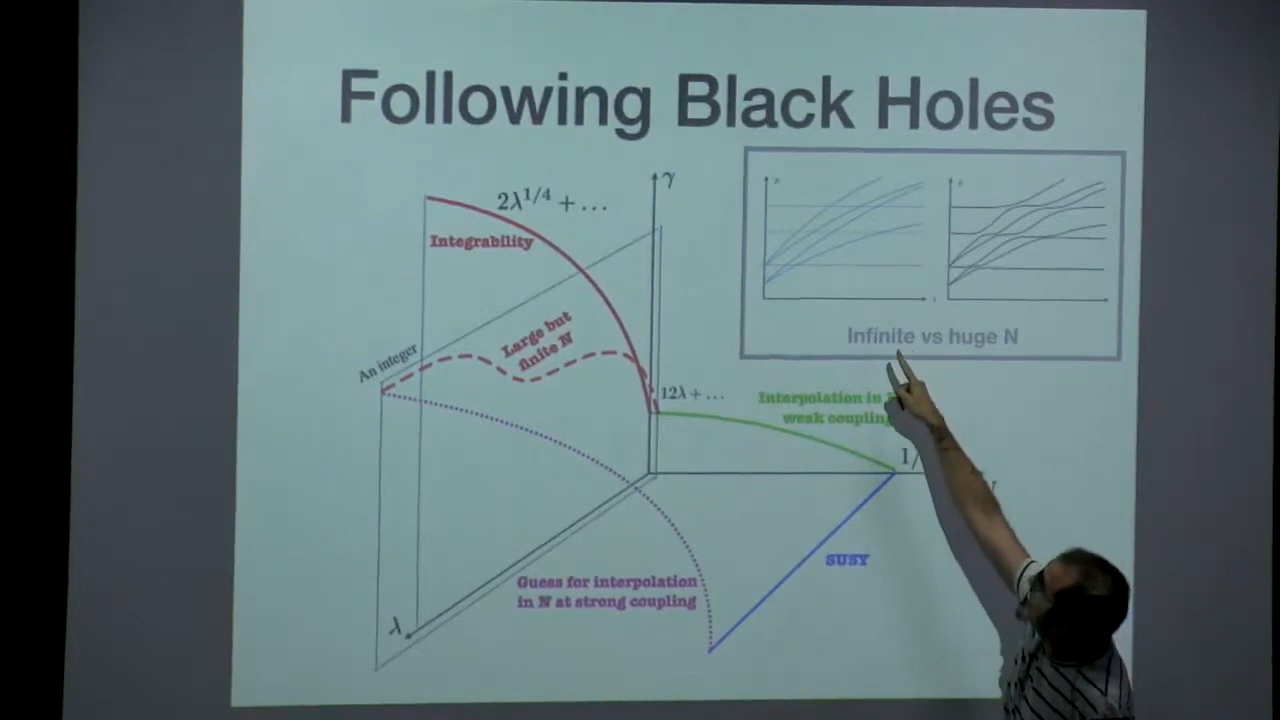 Following Black Holes
2λ^{1/4} + ...
γ
Integrability
Large but
finite N
An integer
12λ + ...
Infinite vs huge N
Interpolation in
weak coupling
1/
SUSY
Guess for interpolation
in N at strong coupling
λ